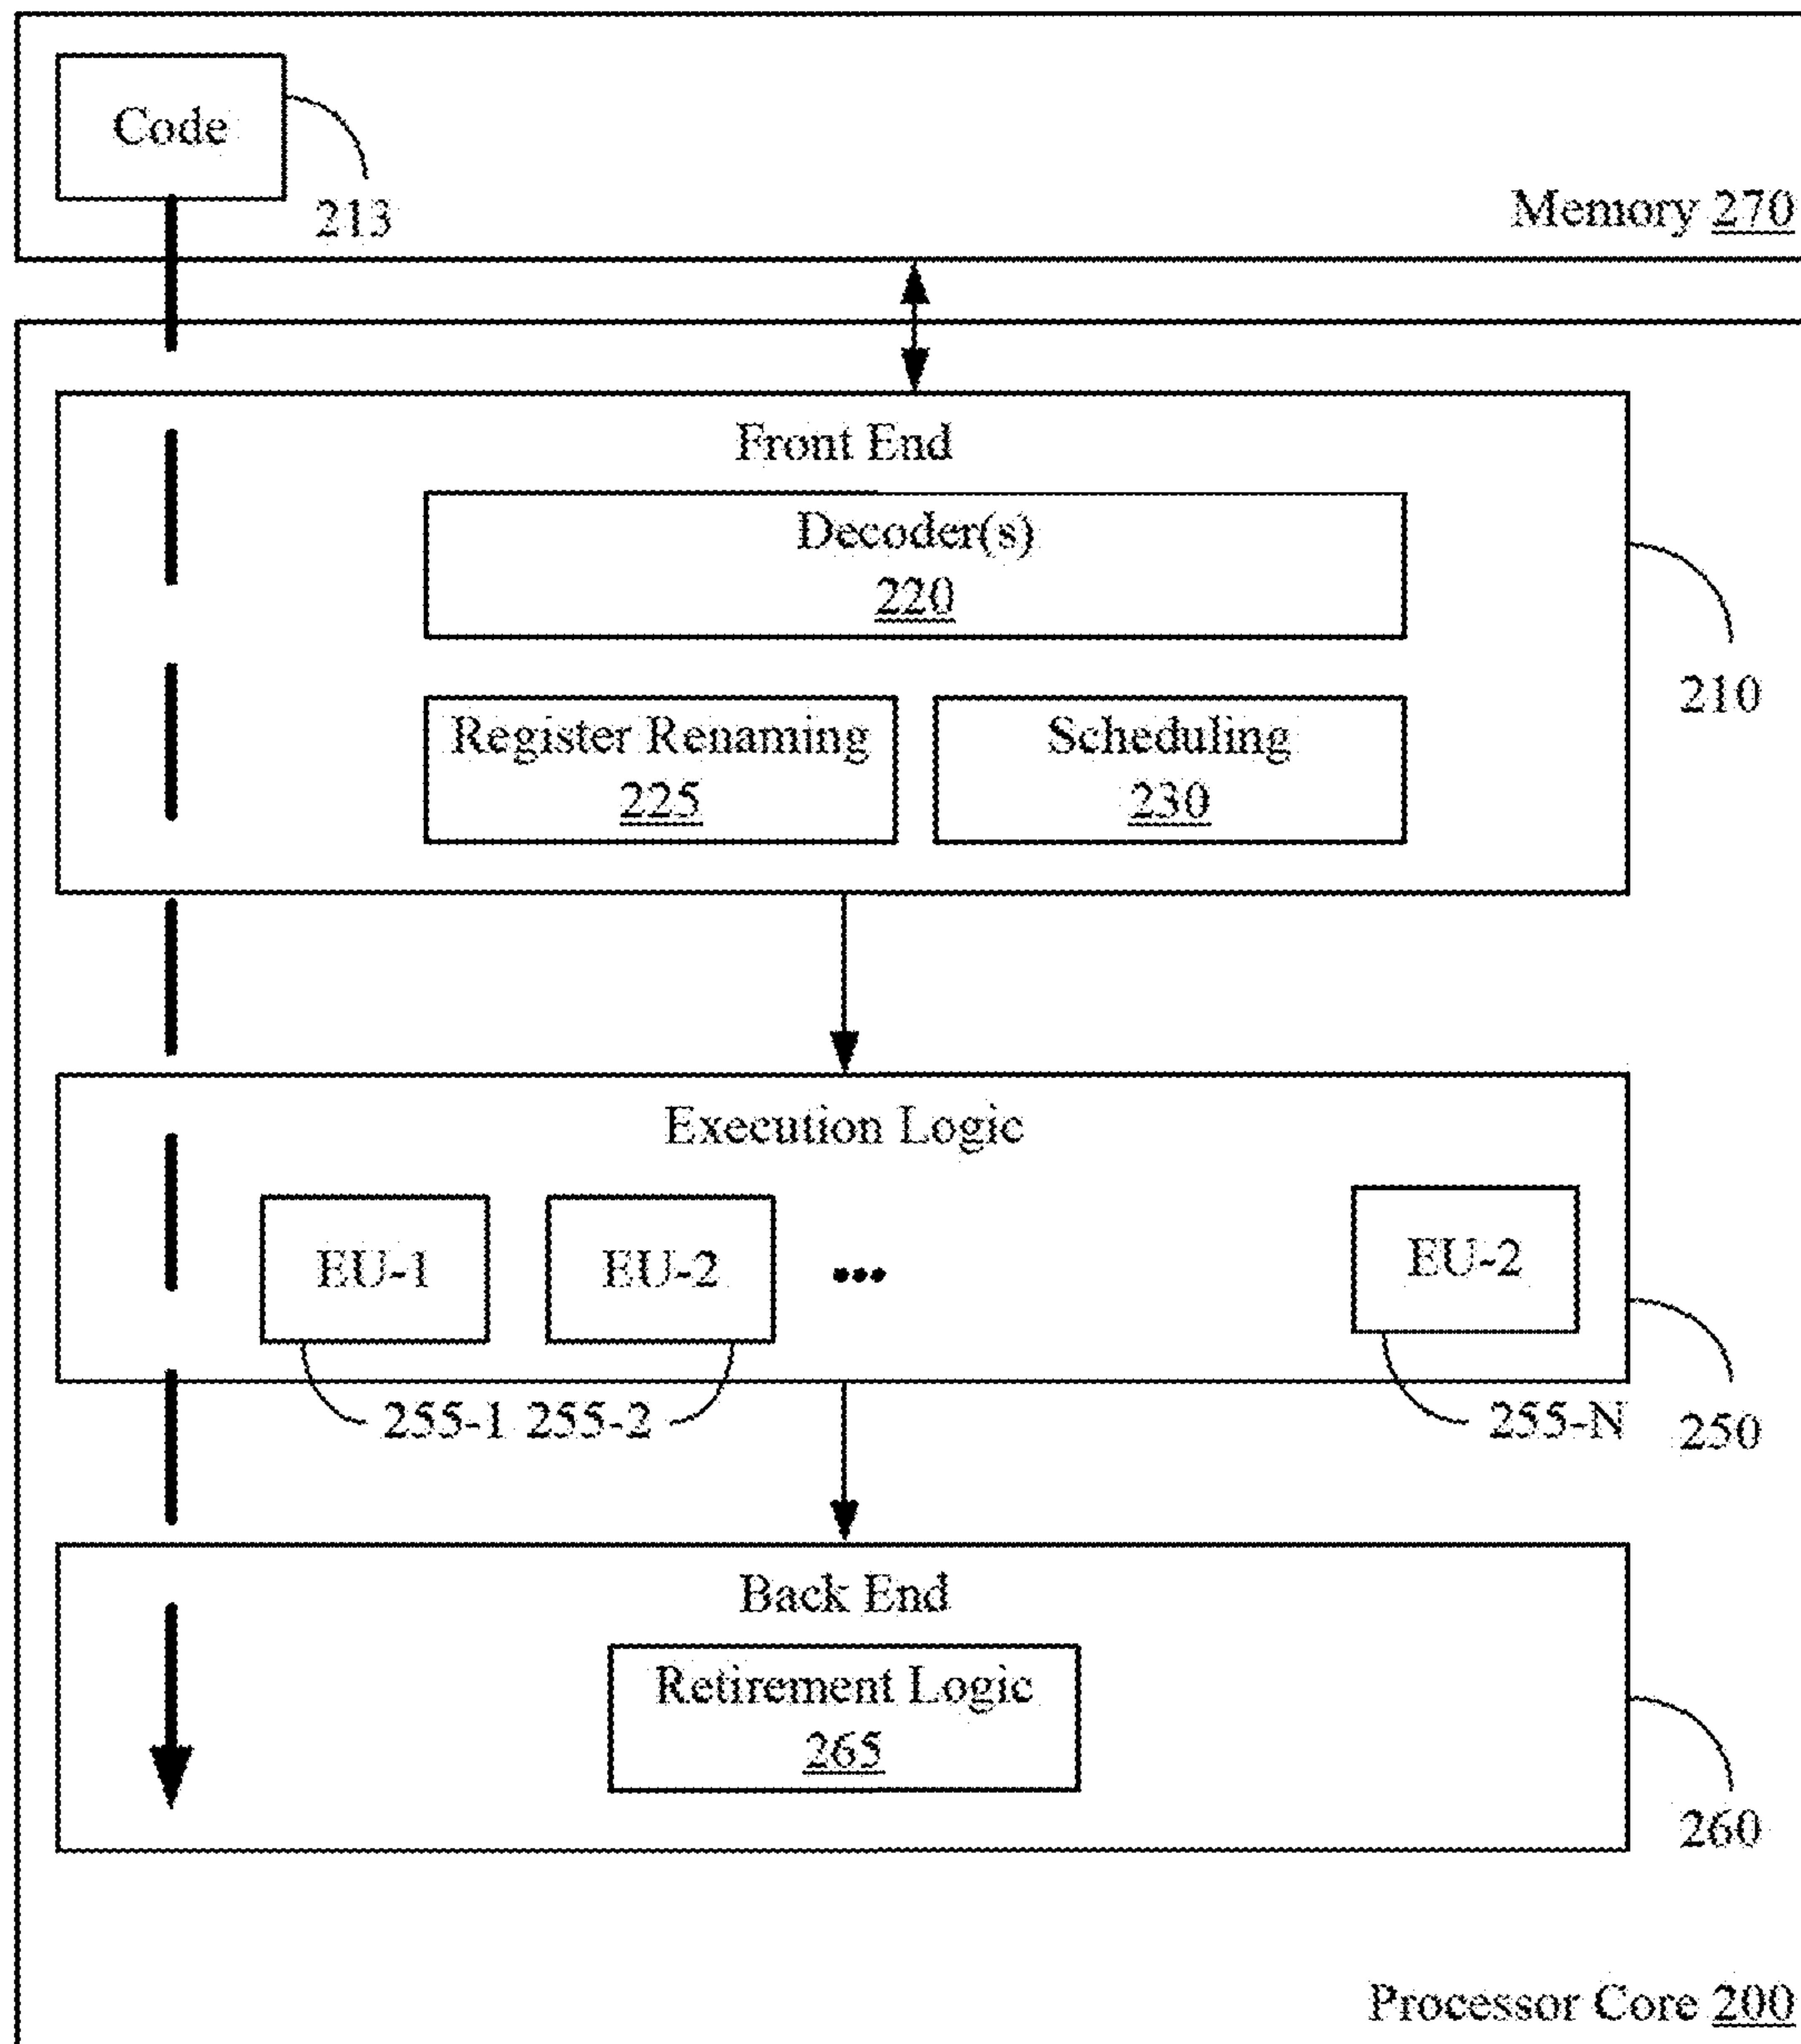 Code
213
Memory 270
Front End
Decoder(s)
220
210
Register Renaming
225
Scheduling
230
Execution Logic
EU-1
EU-2
•••
EU-2
255-1
255-2
255-N
250
Back End
Retirement Logic
265
260
Processor Core 200